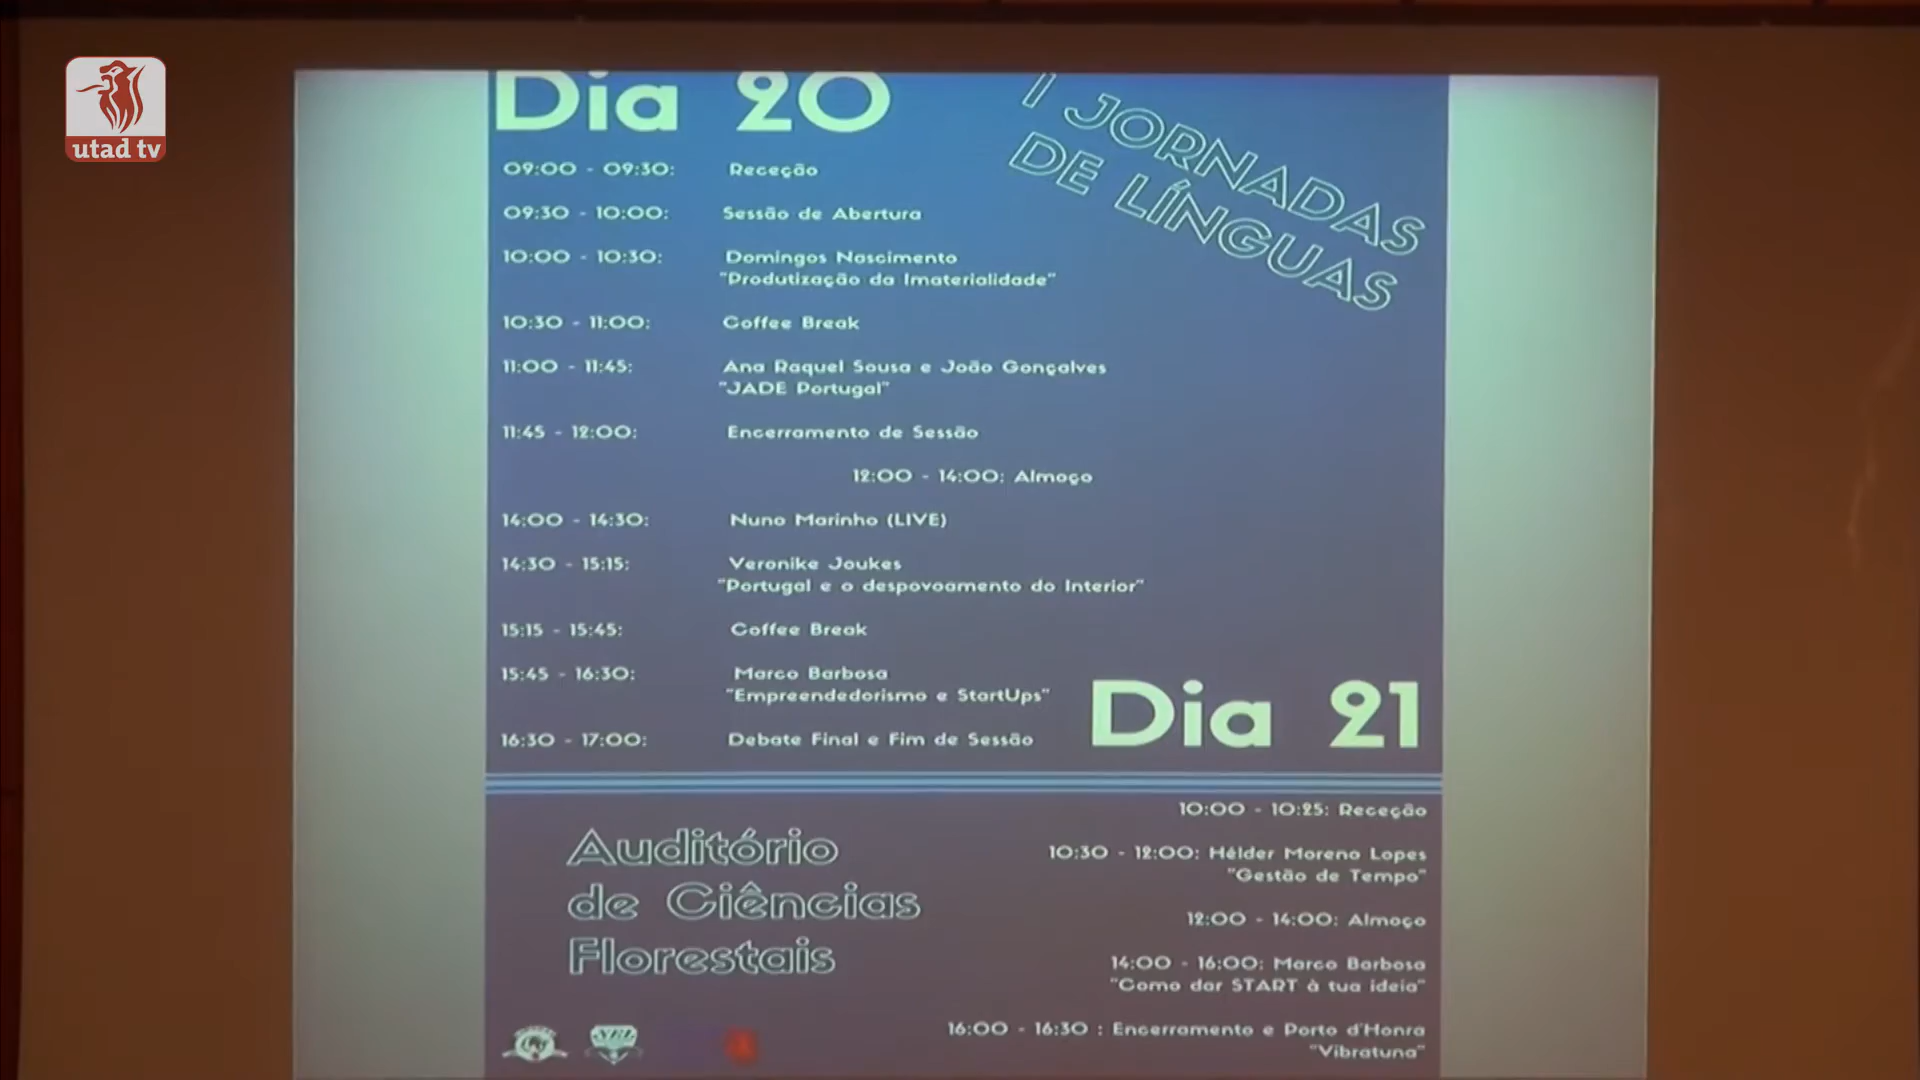 utad tv
Dia 20
I JORNADAS
DE LÍNGUAS
09:00 - 09:30: Receção
09:30 - 10:00: Sessão de Abertura
10:00 - 10:30: Domingos Nascimento
"Produtização da Imaterialidade"
10:30 - 11:00: Coffee Break
11:00 - 11:45: Ana Raquel Sousa e João Gonçalves
"JADE Portugal"
11:45 - 12:00: Encerramento de Sessão
12:00 - 14:00: Almoço
14:00 - 14:30: Nuno Marinho (LIVE)
14:30 - 15:15: Veronike Joukes
"Portugal e o despovoamento do Interior"
15:15 - 15:45: Coffee Break
15:45 - 16:30: Marco Barbosa
"Empreendedorismo e StartUps"
16:30 - 17:00: Debate Final e Fim de Sessão
Dia 21
10:00 - 10:25: Receção
10:30 - 12:00: Hélder Moreno Lopes
"Gestão de Tempo"
12:00 - 14:00: Almoço
14:00 - 16:00: Marco Barbosa
"Como dar START à tua ideia"
16:00 - 16:30 : Encerramento e Porto d'Honra
"Vibratuna"
Auditório
de Ciências
Florestais